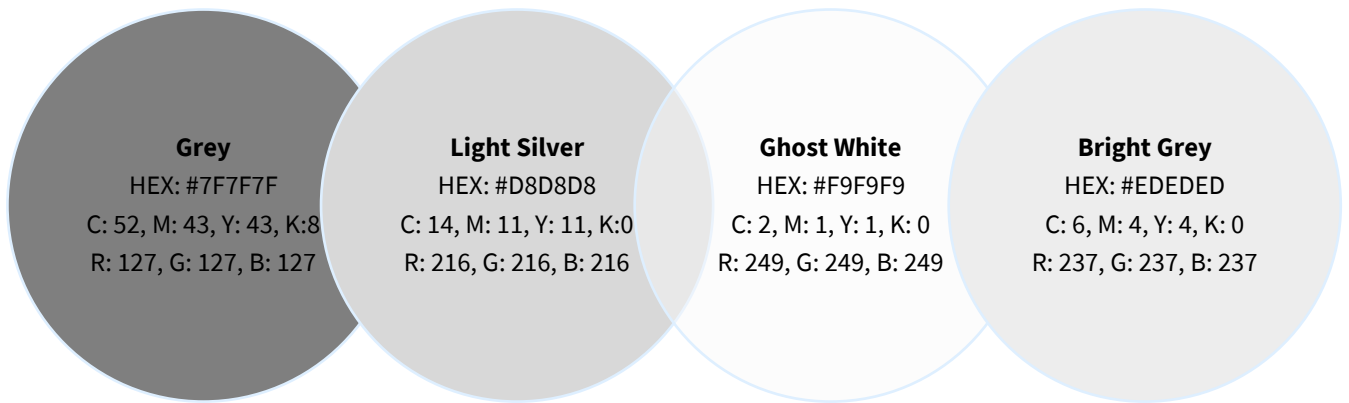 Grey
HEX: #7F7F7F
C: 52, M: 43, Y: 43, K:8
R: 127, G: 127, B: 127
Light Silver
HEX: #D8D8D8
C: 14, M: 11, Y: 11, K:0
R: 216, G: 216, B: 216
Ghost White
HEX: #F9F9F9
C: 2, M: 1, Y: 1, K: 0
R: 249, G: 249, B: 249
Bright Grey
HEX: #EDEDED
C: 6, M: 4, Y: 4, K: 0
R: 237, G: 237, B: 237